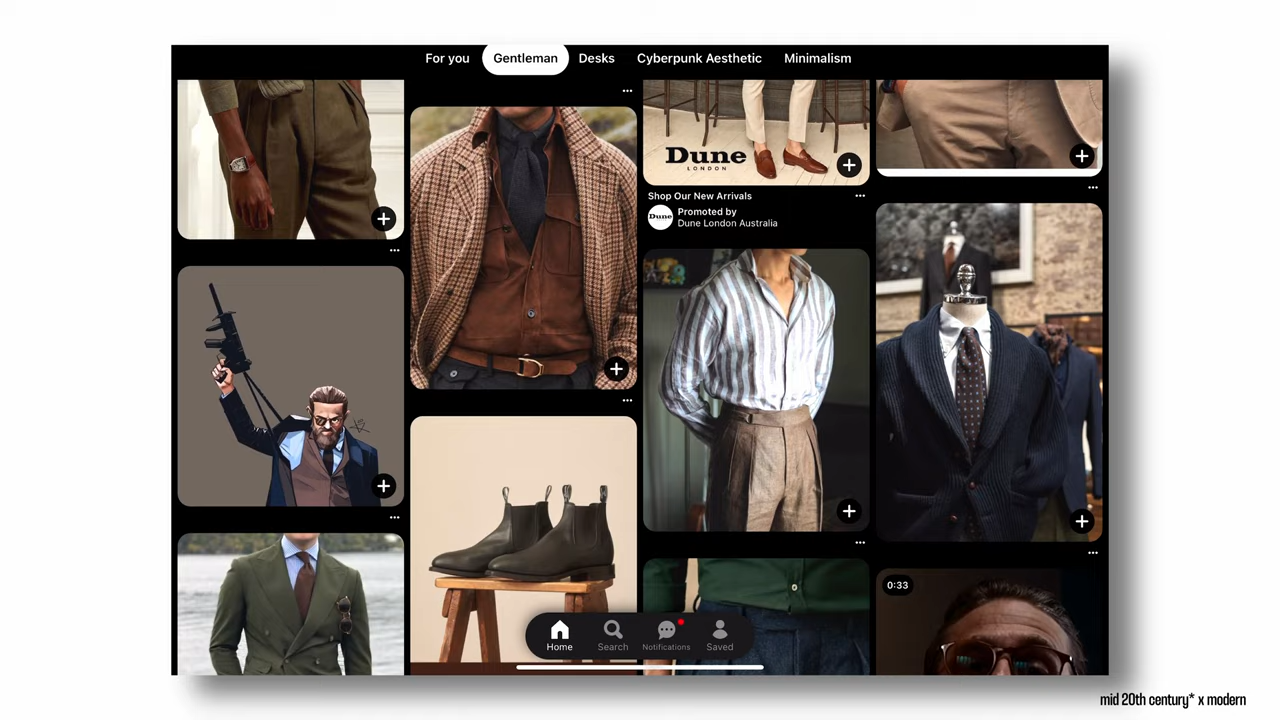 For you
Gentleman
Desks
Cyberpunk Aesthetic
Minimalism
Dune
LONDON
Shop Our New Arrivals
Dune
Promoted by
Dune London Australia
0:33
Home
Search
Notifications
Saved
mid 20th century* x modern